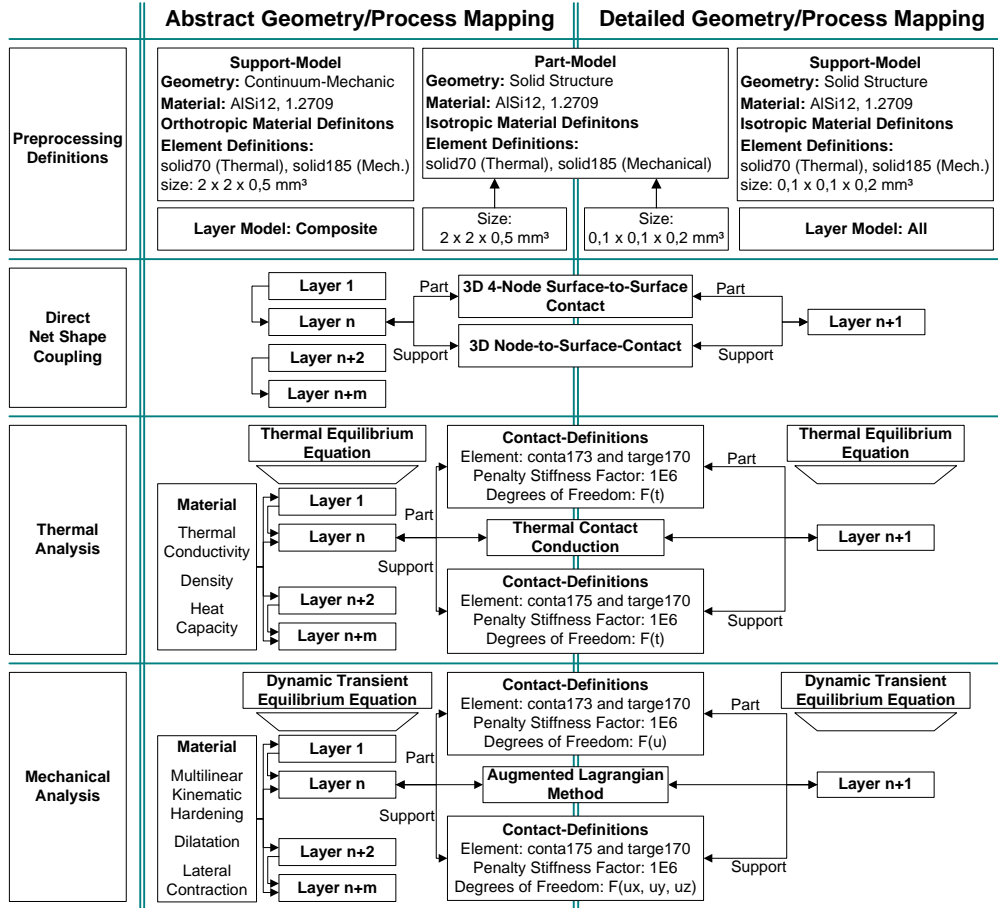 Abstract Geometry/Process Mapping
Detailed Geometry/Process Mapping
Preprocessing
Definitions
Support-Model
Geometry: Continuum-Mechanic
Material: AlSi12, 1.2709
Orthotropic Material Definitons
Element Definitions:
solid70 (Thermal), solid185 (Mech.)
size: 2 x 2 x 0,5 mm³
Layer Model: Composite
Part-Model
Geometry: Solid Structure
Material: AlSi12, 1.2709
Isotropic Material Definitons
Element Definitions:
solid70 (Thermal), solid185 (Mechanical)
Size:
2 x 2 x 0,5 mm³
Size:
0,1 x 0,1 x 0,2 mm³
Support-Model
Geometry: Solid Structure
Material: AlSi12, 1.2709
Isotropic Material Definitons
Element Definitions:
solid70 (Thermal), solid185 (Mech.)
size: 0,1 x 0,1 x 0,2 mm³
Layer Model: All
Direct
Net Shape
Coupling
Layer 1
Layer n
Layer n+2
Layer n+m
Part
Support
3D 4-Node Surface-to-Surface
Contact
3D Node-to-Surface-Contact
Part
Support
Layer n+1
Thermal
Analysis
Thermal Equilibrium
Equation
Material
Thermal
Conductivity
Density
Heat
Capacity
Layer 1
Layer n
Layer n+2
Layer n+m
Part
Support
Contact-Definitions
Element: conta173 and targe170
Penalty Stiffness Factor: 1E6
Degrees of Freedom: F(t)
Thermal Contact
Conduction
Contact-Definitions
Element: conta175 and targe170
Penalty Stiffness Factor: 1E6
Degrees of Freedom: F(t)
Part
Support
Thermal Equilibrium
Equation
Layer n+1
Mechanical
Analysis
Dynamic Transient
Equilibrium Equation
Material
Multilinear
Kinematic
Hardening
Dilatation
Lateral
Contraction
Layer 1
Layer n
Layer n+2
Layer n+m
Part
Support
Contact-Definitions
Element: conta173 and targe170
Penalty Stiffness Factor: 1E6
Degrees of Freedom: F(u)
Augmented Lagrangian
Method
Contact-Definitions
Element: conta175 and targe170
Penalty Stiffness Factor: 1E6
Degrees of Freedom: F(ux, uy, uz)
Part
Support
Dynamic Transient
Equilibrium Equation
Layer n+1